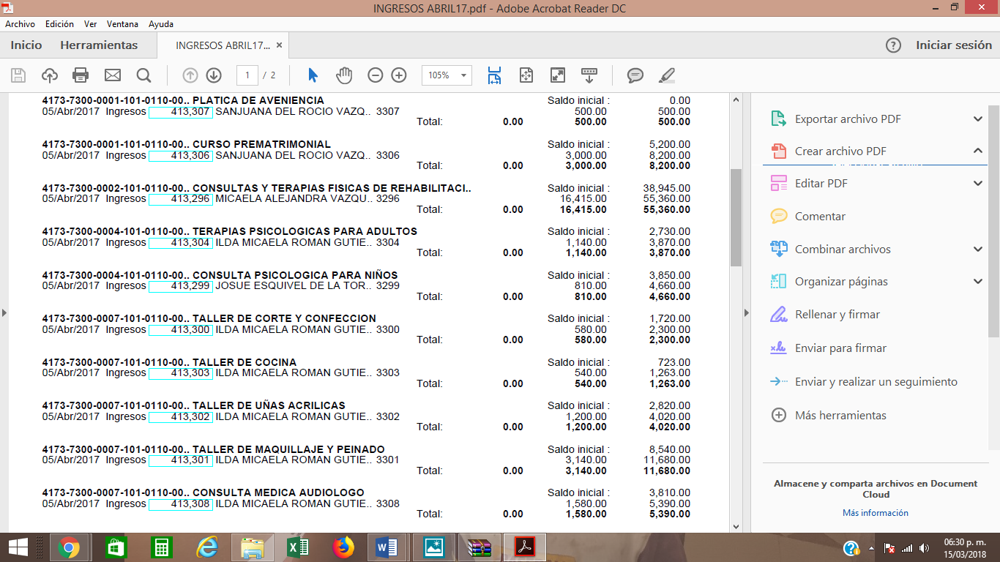 INGRESOS ABRIL17.pdf - Adobe Acrobat Reader DC
Archivo Edición Ver Ventana Ayuda
Inicio Herramientas INGRESOS ABRIL17... × Iniciar sesión
1 / 2 105%
4173-7300-0001-101-0110-00.. PLATICA DE AVENIENCIA Saldo inicial : 0.00
05/Abr/2017 Ingresos 413,307 SANJUANA DEL ROCIO VAZQ.. 3307 500.00 500.00
Total: 0.00 500.00 500.00
4173-7300-0001-101-0110-00.. CURSO PREMATRIMONIAL Saldo inicial : 5,200.00
05/Abr/2017 Ingresos 413,306 SANJUANA DEL ROCIO VAZQ.. 3306 3,000.00 8,200.00
Total: 0.00 3,000.00 8,200.00
4173-7300-0002-101-0110-00.. CONSULTAS Y TERAPIAS FISICAS DE REHABILITACI.. Saldo inicial : 38,945.00
05/Abr/2017 Ingresos 413,296 MICAELA ALEJANDRA VAZQU.. 3296 16,415.00 55,360.00
Total: 0.00 16,415.00 55,360.00
4173-7300-0004-101-0110-00.. TERAPIAS PSICOLOGICAS PARA ADULTOS Saldo inicial : 2,730.00
05/Abr/2017 Ingresos 413,304 ILDA MICAELA ROMAN GUTIE.. 3304 1,140.00 3,870.00
Total: 0.00 1,140.00 3,870.00
4173-7300-0004-101-0110-00.. CONSULTA PSICOLOGICA PARA NIÑOS Saldo inicial : 3,850.00
05/Abr/2017 Ingresos 413,299 JOSUE ESQUIVEL DE LA TOR.. 3299 810.00 4,660.00
Total: 0.00 810.00 4,660.00
4173-7300-0007-101-0110-00.. TALLER DE CORTE Y CONFECCION Saldo inicial : 1,720.00
05/Abr/2017 Ingresos 413,300 ILDA MICAELA ROMAN GUTIE.. 3300 580.00 2,300.00
Total: 0.00 580.00 2,300.00
4173-7300-0007-101-0110-00.. TALLER DE COCINA Saldo inicial : 723.00
05/Abr/2017 Ingresos 413,303 ILDA MICAELA ROMAN GUTIE.. 3303 540.00 1,263.00
Total: 0.00 540.00 1,263.00
4173-7300-0007-101-0110-00.. TALLER DE UÑAS ACRILICAS Saldo inicial : 2,820.00
05/Abr/2017 Ingresos 413,302 ILDA MICAELA ROMAN GUTIE.. 3302 1,200.00 4,020.00
Total: 0.00 1,200.00 4,020.00
4173-7300-0007-101-0110-00.. TALLER DE MAQUILLAJE Y PEINADO Saldo inicial : 8,540.00
05/Abr/2017 Ingresos 413,301 ILDA MICAELA ROMAN GUTIE.. 3301 3,140.00 11,680.00
Total: 0.00 3,140.00 11,680.00
4173-7300-0007-101-0110-00.. CONSULTA MEDICA AUDIOLOGO Saldo inicial : 3,810.00
05/Abr/2017 Ingresos 413,308 ILDA MICAELA ROMAN GUTIE.. 3308 1,580.00 5,390.00
Total: 0.00 1,580.00 5,390.00
Exportar archivo PDF
Crear archivo PDF
Editar PDF
Comentar
Combinar archivos
Organizar páginas
Rellenar y firmar
Enviar para firmar
Enviar y realizar un seguimiento
Más herramientas
Almacene y comparta archivos en Document
Cloud
Más información
06:30 p. m.
15/03/2018